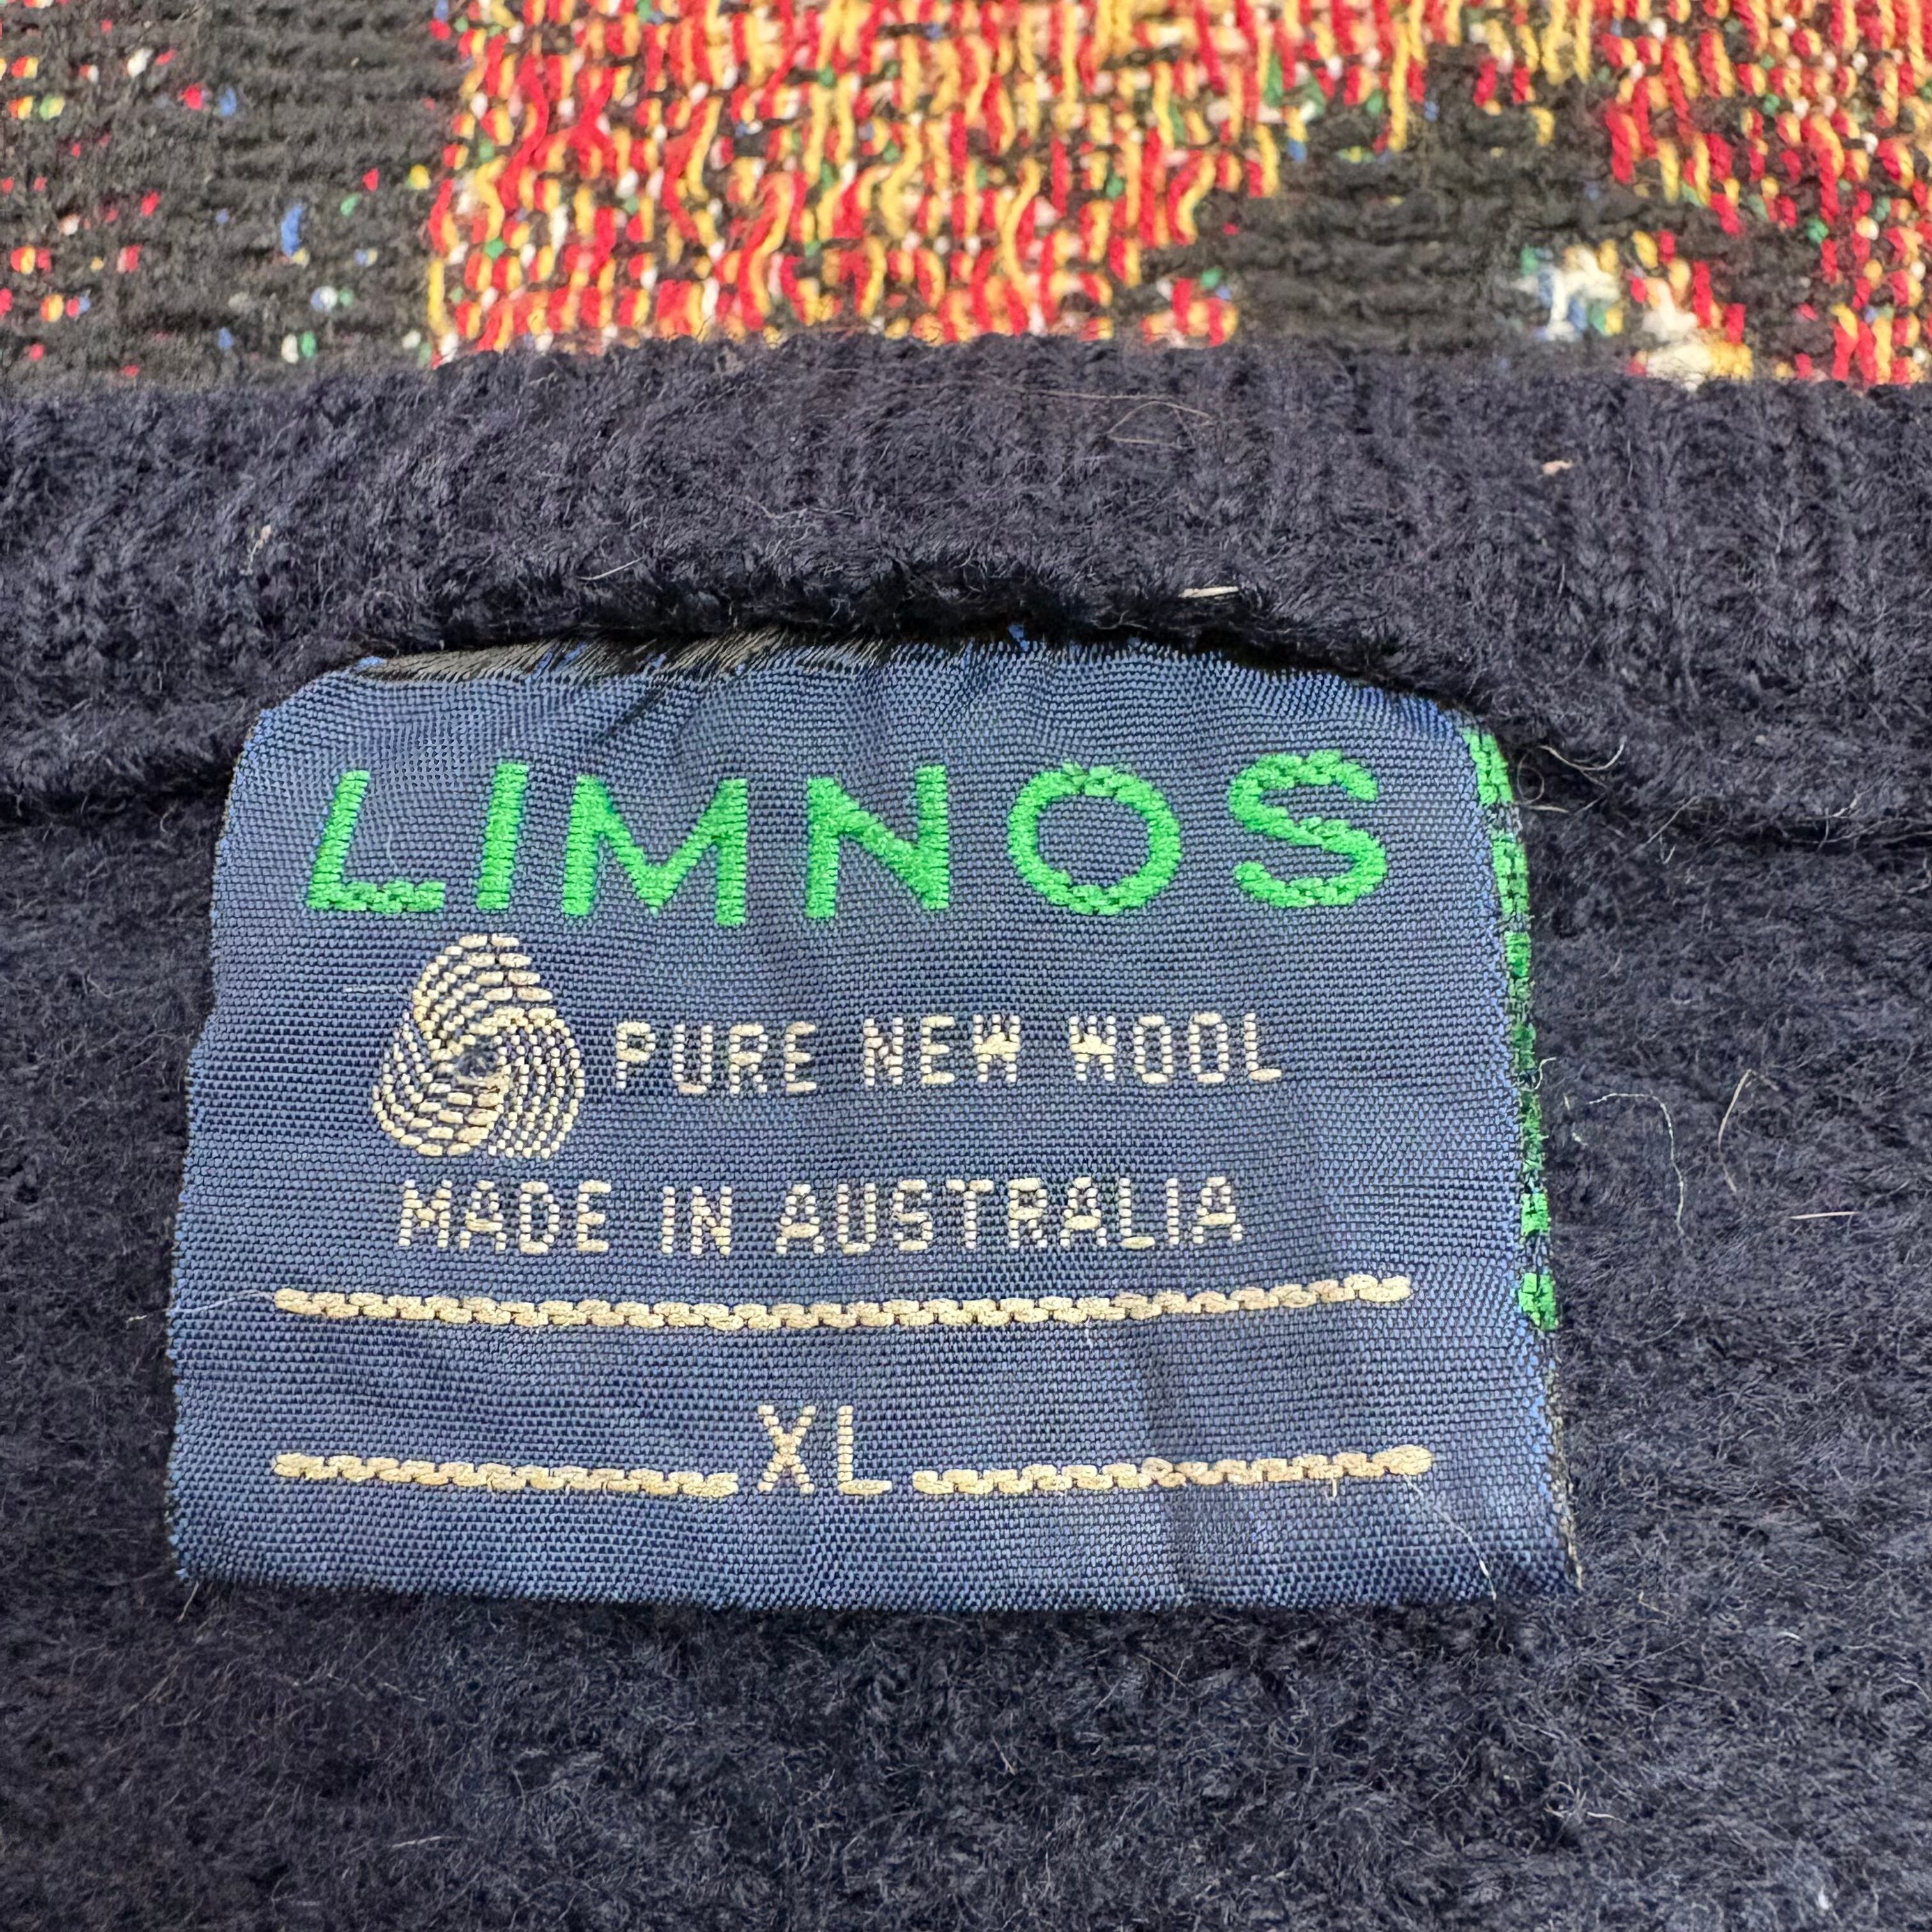 LIMNOS
PURE NEW WOOL
MADE IN AUSTRALIA
XL